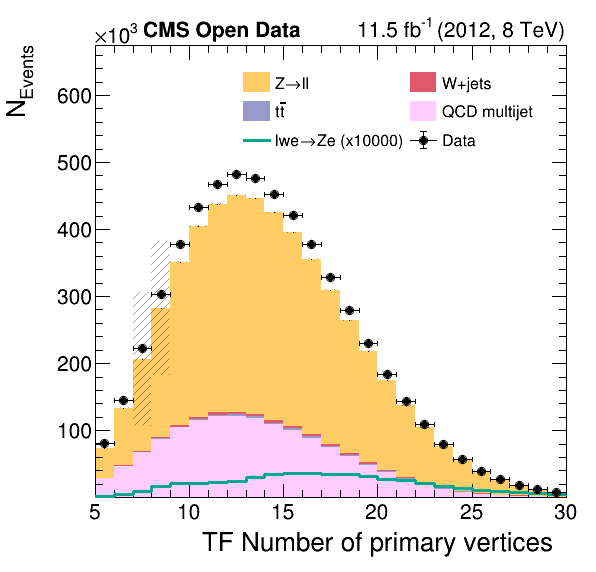 ×10³ CMS Open Data 11.5 fb⁻¹ (2012, 8 TeV)
N_Events
Z→ll W+jets
tt̄ QCD multijet
lwe→Ze (x10000) Data
600
500
400
300
200
100
5 10 15 20 25 30
TF Number of primary vertices